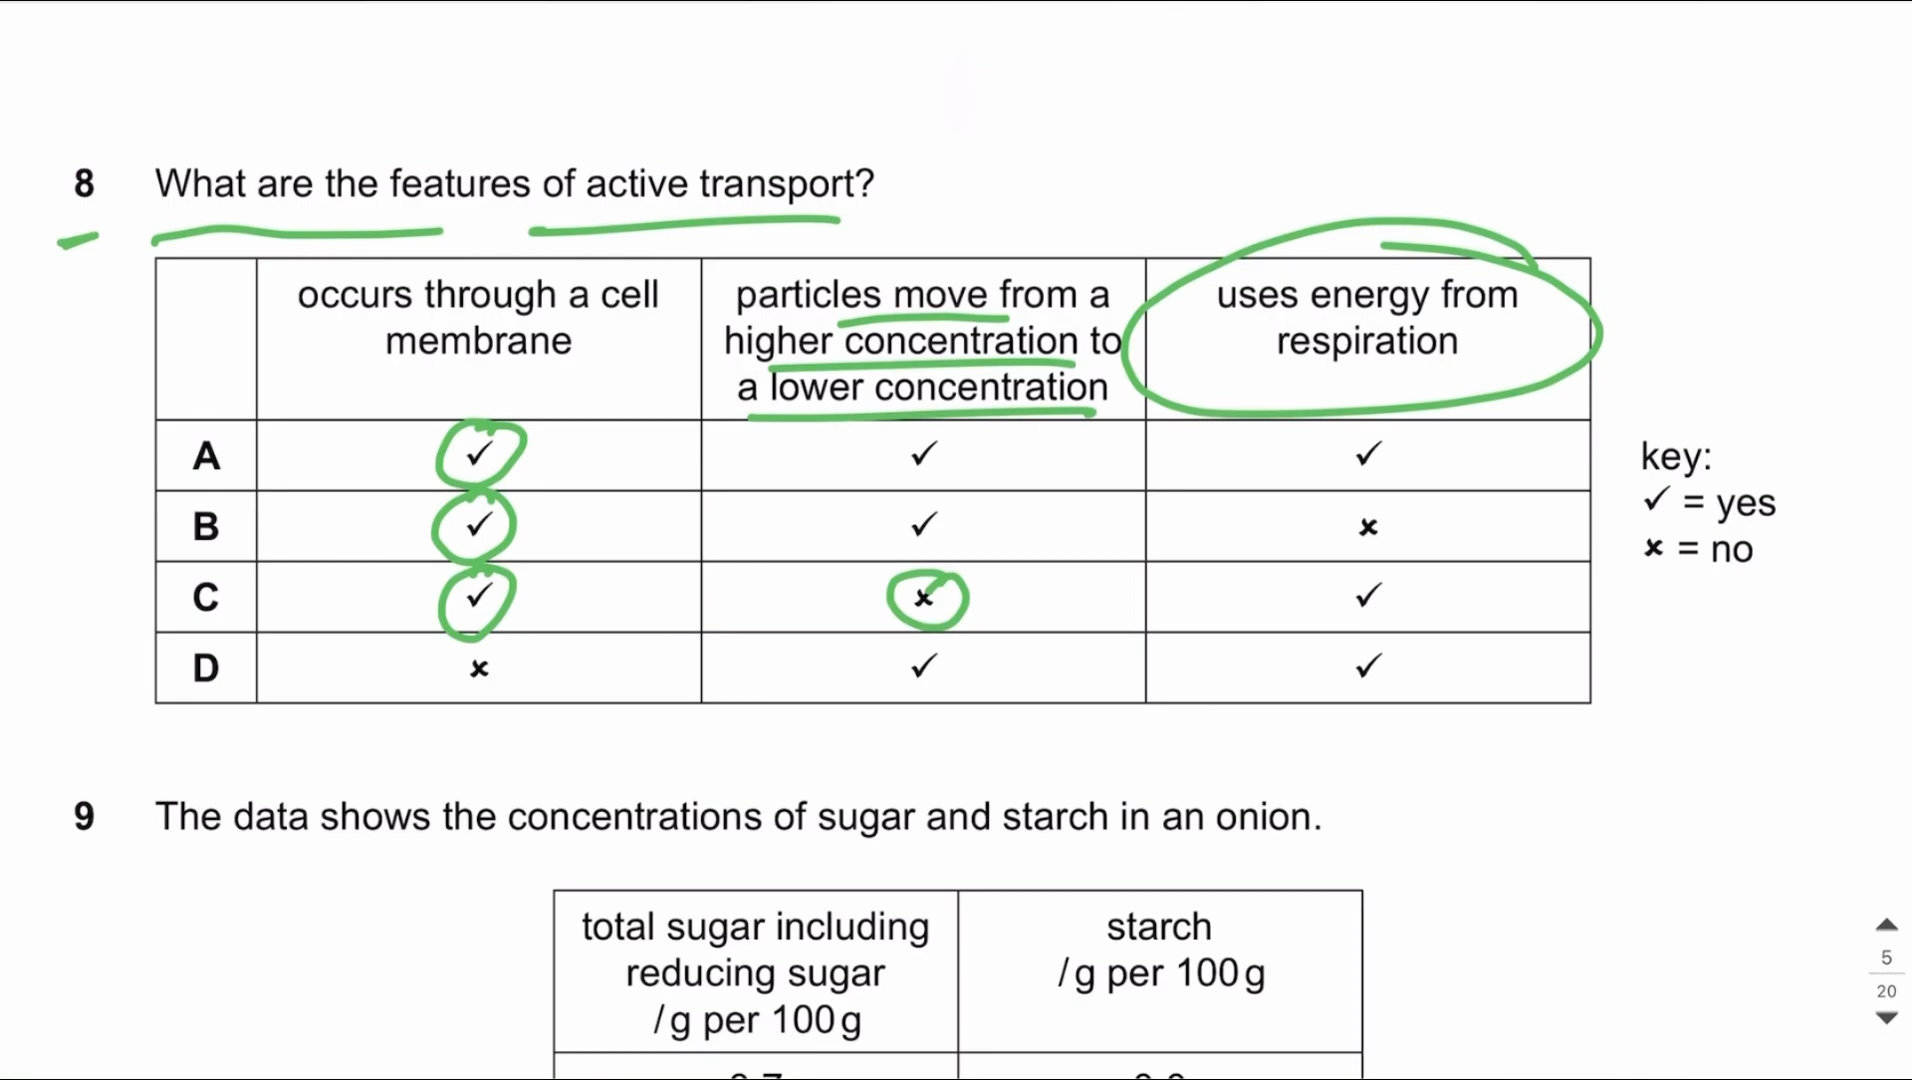 8 What are the features of active transport?
occurs through a cell membrane
particles move from a higher concentration to a lower concentration
uses energy from respiration
A ✓ ✓ ✓
B ✓ ✓ ✗
C ✓ ✗ ✓
D ✗ ✓ ✓
key:
✓ = yes
✗ = no
9 The data shows the concentrations of sugar and starch in an onion.
total sugar including reducing sugar / g per 100 g
starch / g per 100 g
5
20